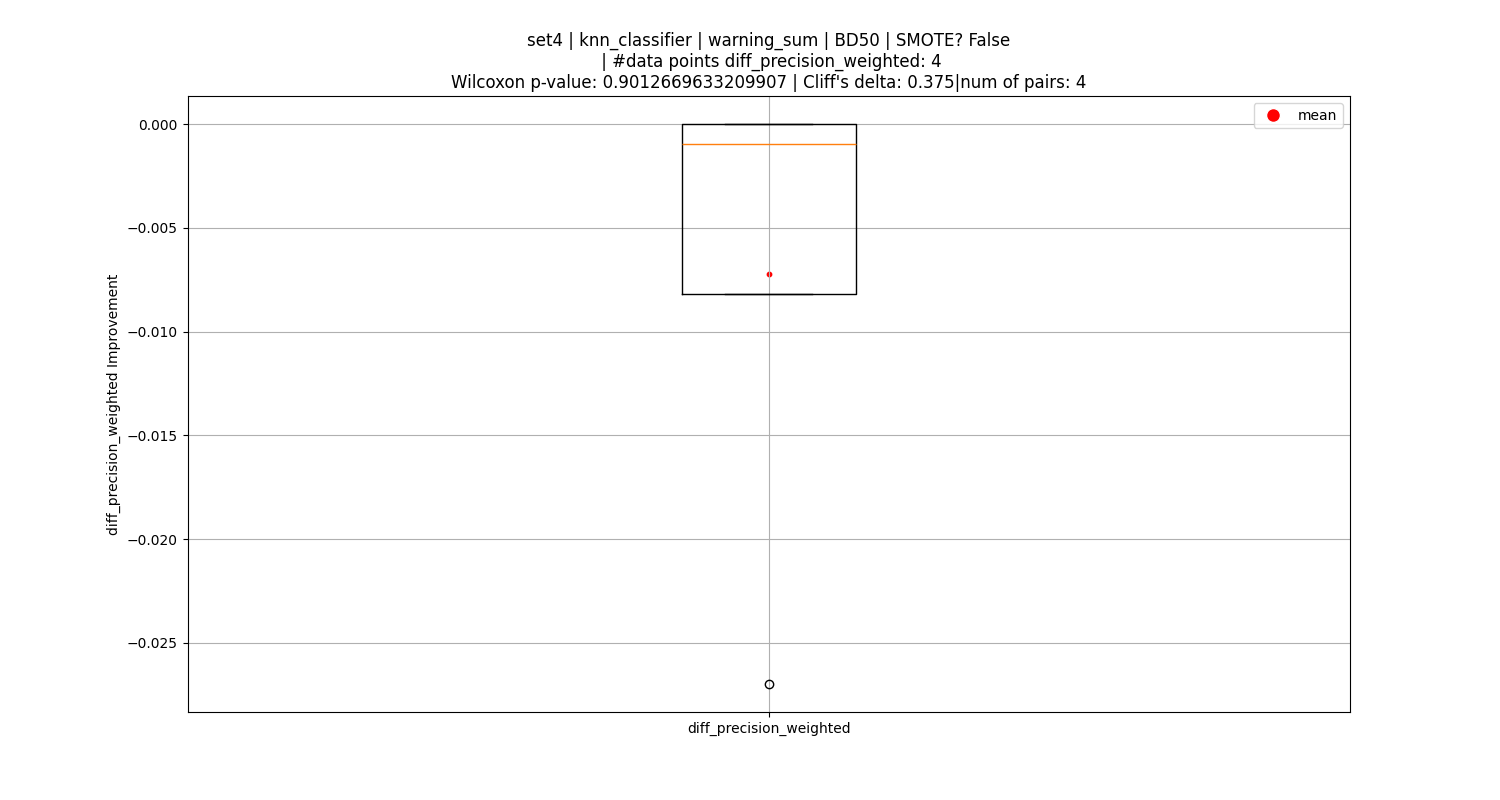 set4 | knn_classifier | warning_sum | BD50 | SMOTE? False
| #data points diff_precision_weighted: 4
Wilcoxon p-value: 0.9012669633209907 | Cliff's delta: 0.375|num of pairs: 4
mean
0.000
−0.005
−0.010
−0.015
−0.020
−0.025
diff_precision_weighted Improvement
diff_precision_weighted